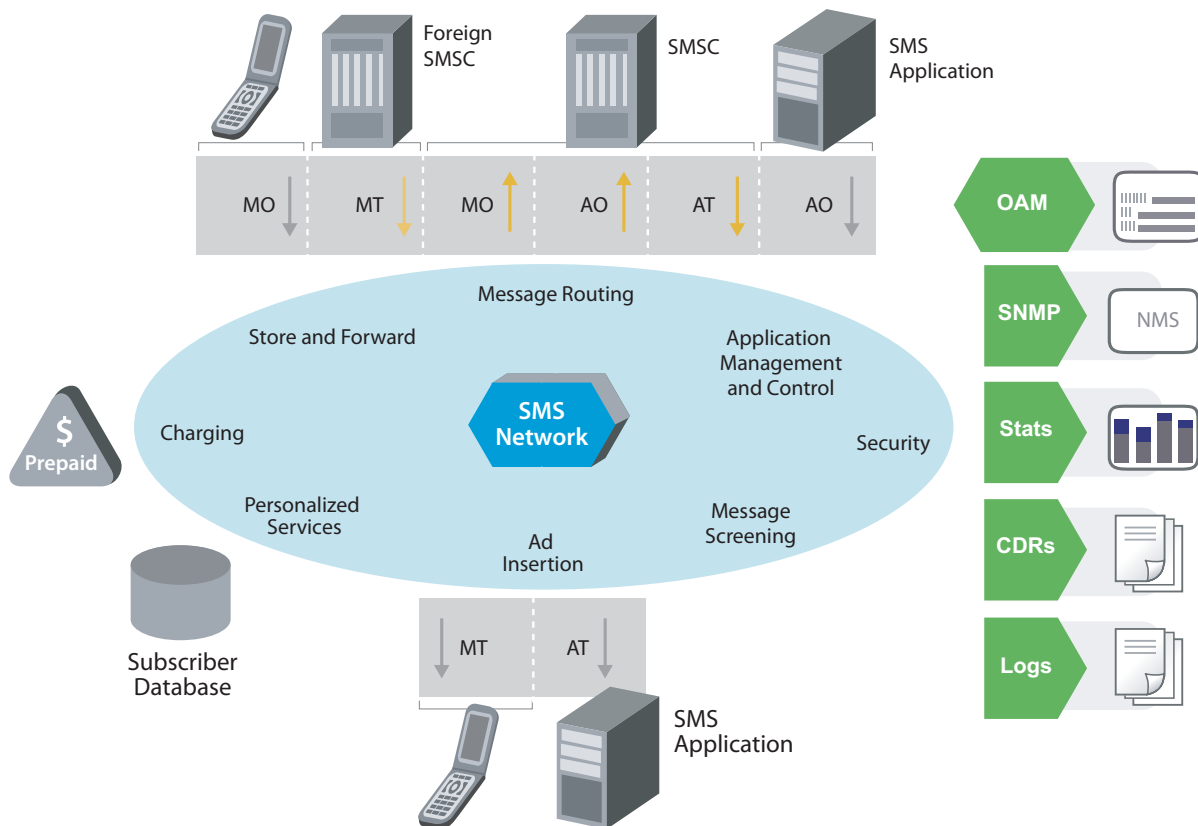 Foreign
SMSC
SMSC
SMS
Application
MO
MT
MO
AO
AT
AO
Message Routing
Store and Forward
Application
Management
and Control
SMS
Network
Charging
Security
Personalized
Services
Ad
Insertion
Message
Screening
$
Prepaid
Subscriber
Database
MT
AT
SMS
Application
OAM
SNMP
NMS
Stats
CDRs
Logs